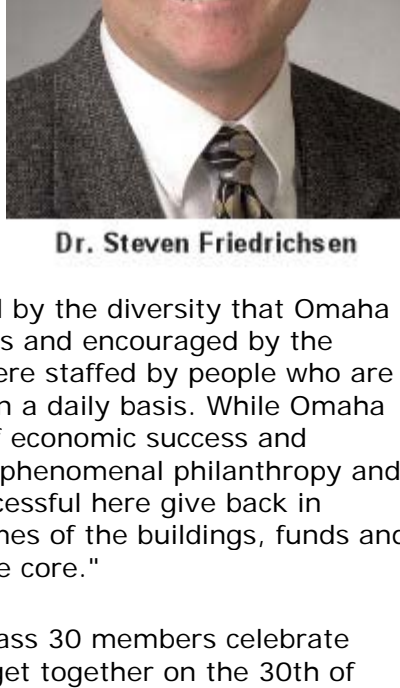 Dr. Steven Friedrichsen
by the diversity that Omaha
s and encouraged by the
ere staffed by people who are
n a daily basis. While Omaha
f economic success and
phenomenal philanthropy and
cessful here give back in
mes of the buildings, funds and
e core."
ass 30 members celebrate
get together on the 30th of